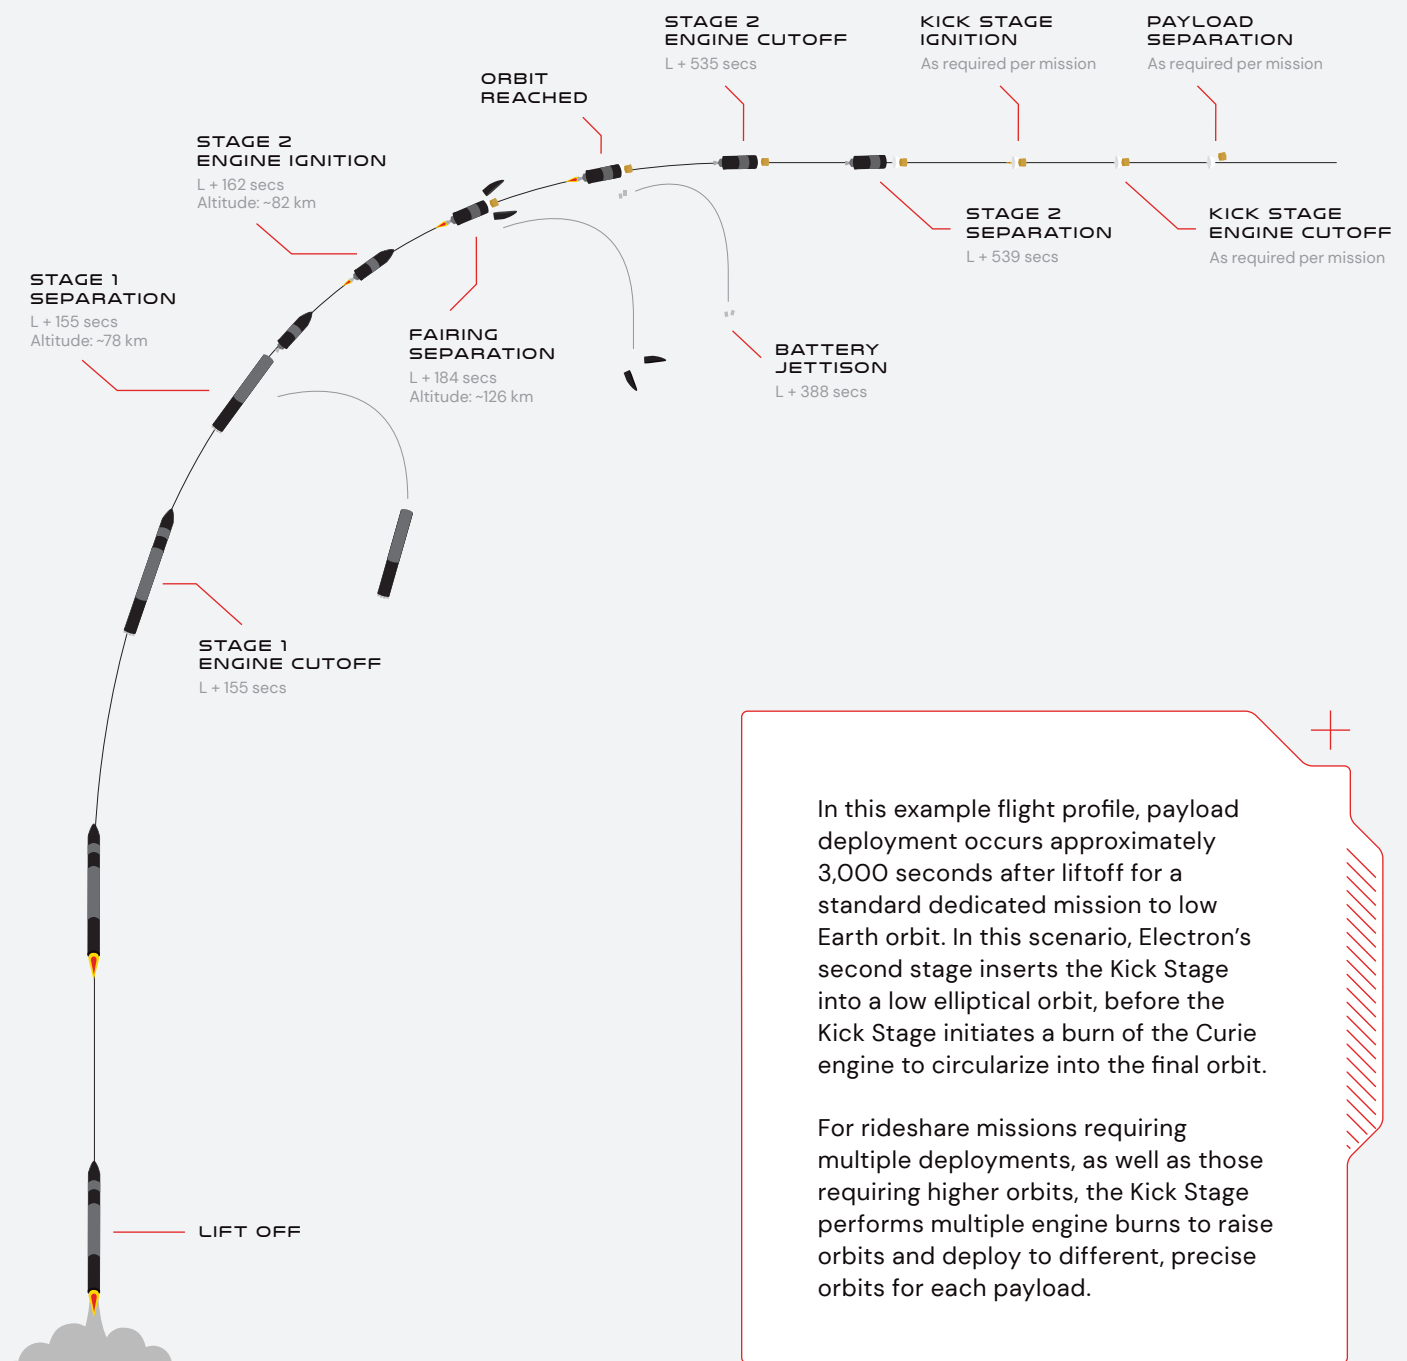 STAGE 2
ENGINE CUTOFF
L + 535 secs
KICK STAGE
IGNITION
As required per mission
PAYLOAD
SEPARATION
As required per mission
ORBIT
REACHED
STAGE 2
ENGINE IGNITION
L + 162 secs
Altitude: ~82 km
STAGE 2
SEPARATION
L + 539 secs
KICK STAGE
ENGINE CUTOFF
As required per mission
STAGE 1
SEPARATION
L + 155 secs
Altitude: ~78 km
FAIRING
SEPARATION
L + 184 secs
Altitude: ~126 km
BATTERY
JETTISON
L + 388 secs
STAGE 1
ENGINE CUTOFF
L + 155 secs
LIFT OFF
In this example flight profile, payload
deployment occurs approximately
3,000 seconds after liftoff for a
standard dedicated mission to low
Earth orbit. In this scenario, Electron’s
second stage inserts the Kick Stage
into a low elliptical orbit, before the
Kick Stage initiates a burn of the Curie
engine to circularize into the final orbit.
For rideshare missions requiring
multiple deployments, as well as those
requiring higher orbits, the Kick Stage
performs multiple engine burns to raise
orbits and deploy to different, precise
orbits for each payload.